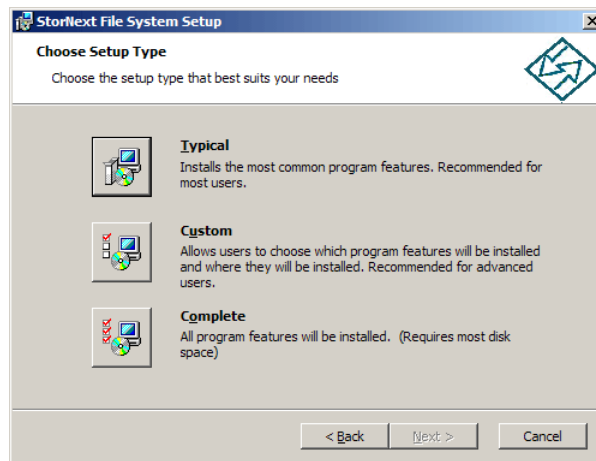 StorNext File System Setup
Choose Setup Type
Choose the setup type that best suits your needs
Typical
Installs the most common program features. Recommended for
most users.
Custom
Allows users to choose which program features will be installed
and where they will be installed. Recommended for advanced
users.
Complete
All program features will be installed. (Requires most disk
space)
< Back Next > Cancel